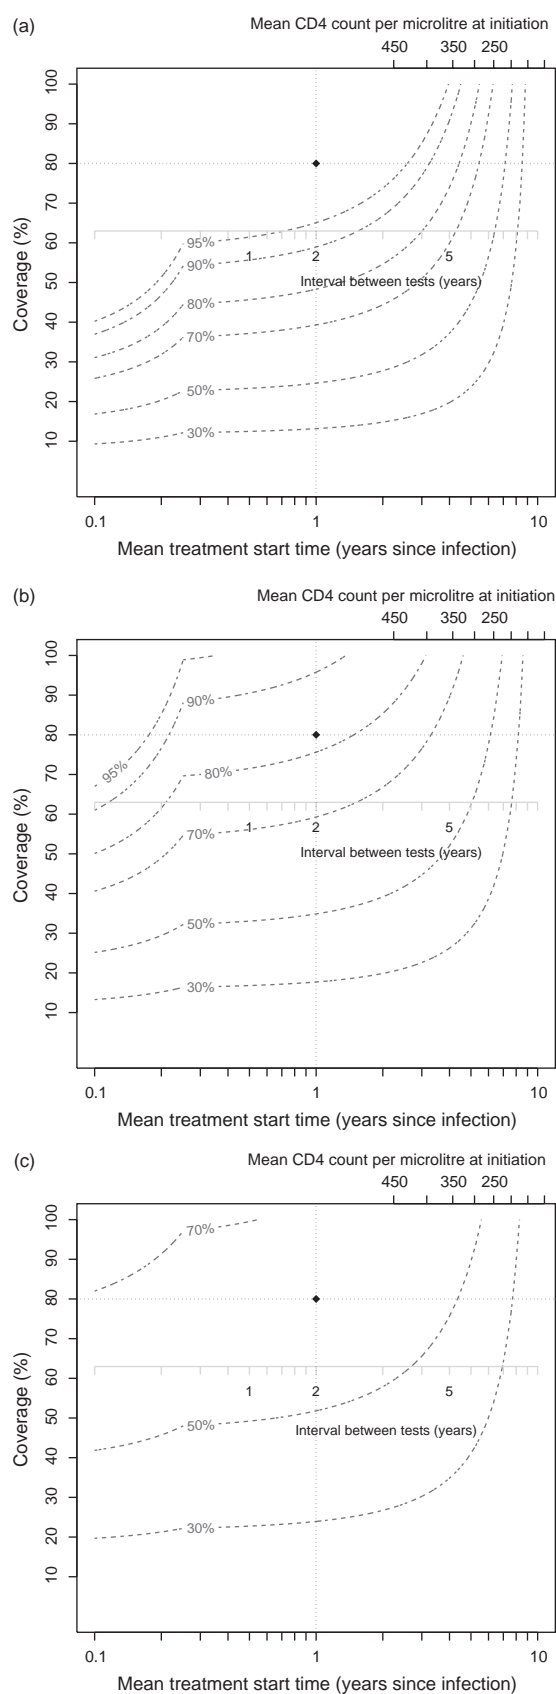 (a)
Mean CD4 count per microlitre at initiation
450 350 250
100
90
80
70
60
50
40
30
20
10
Coverage (%)
95%
90%
80%
70%
50%
30%
1 2 5
Interval between tests (years)
0.1 1 10
Mean treatment start time (years since infection)
(b)
Mean CD4 count per microlitre at initiation
450 350 250
100
90
80
70
60
50
40
30
20
10
Coverage (%)
95%
90%
80%
70%
50%
30%
1 2 5
Interval between tests (years)
0.1 1 10
Mean treatment start time (years since infection)
(c)
Mean CD4 count per microlitre at initiation
450 350 250
100
90
80
70
60
50
40
30
20
10
Coverage (%)
70%
50%
30%
1 2 5
Interval between tests (years)
0.1 1 10
Mean treatment start time (years since infection)